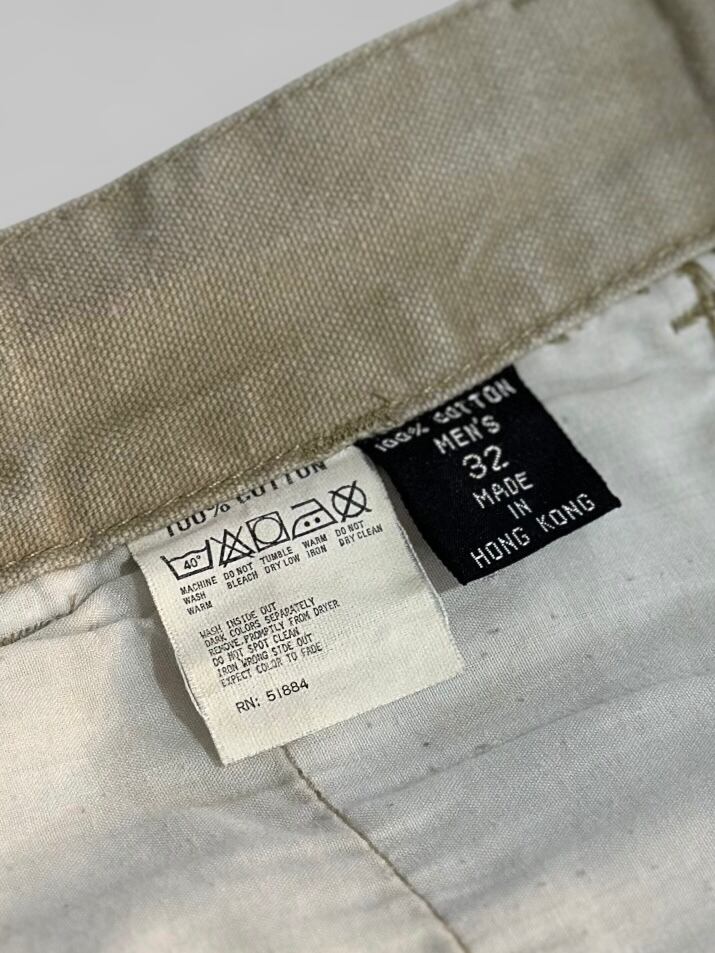 100% COTTON
40°
MACHINE WASH WARM
DO NOT BLEACH
TUMBLE DRY LOW
WARM IRON
DO NOT DRY CLEAN
WASH INSIDE OUT
DARK COLORS SEPARATELY
REMOVE PROMPTLY FROM DRYER
DO NOT SPOT CLEAN
IRON WRONG SIDE OUT
EXPECT COLOR TO FADE
RN: 51884
100% COTTON
MEN'S
32
MADE
IN
HONG KONG